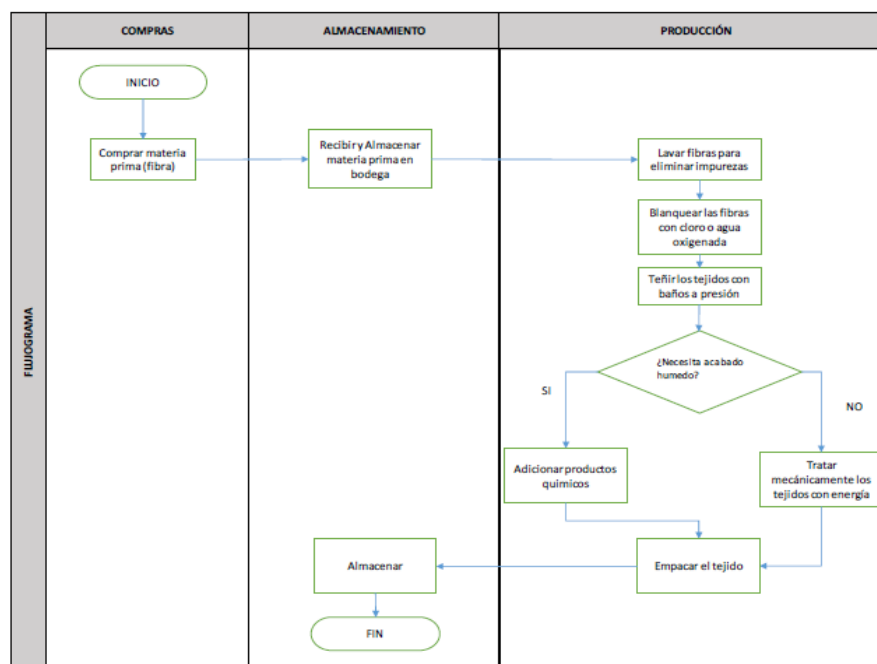 COMPRAS
ALMACENAMIENTO
PRODUCCIÓN
FLUJOGRAMA
INICIO
Comprar materia
prima (fibra)
Recibir y Almacenar
materia prima en
bodega
Lavar fibras para
eliminar impurezas
Blanquear las fibras
con cloro o agua
oxigenada
Teñir los tejidos con
baños a presión
¿Necesita acabado
humedo?
SI
NO
Adicionar productos
quimicos
Tratar
mecánicamente los
tejidos con energía
Almacenar
Empacar el tejido
FIN